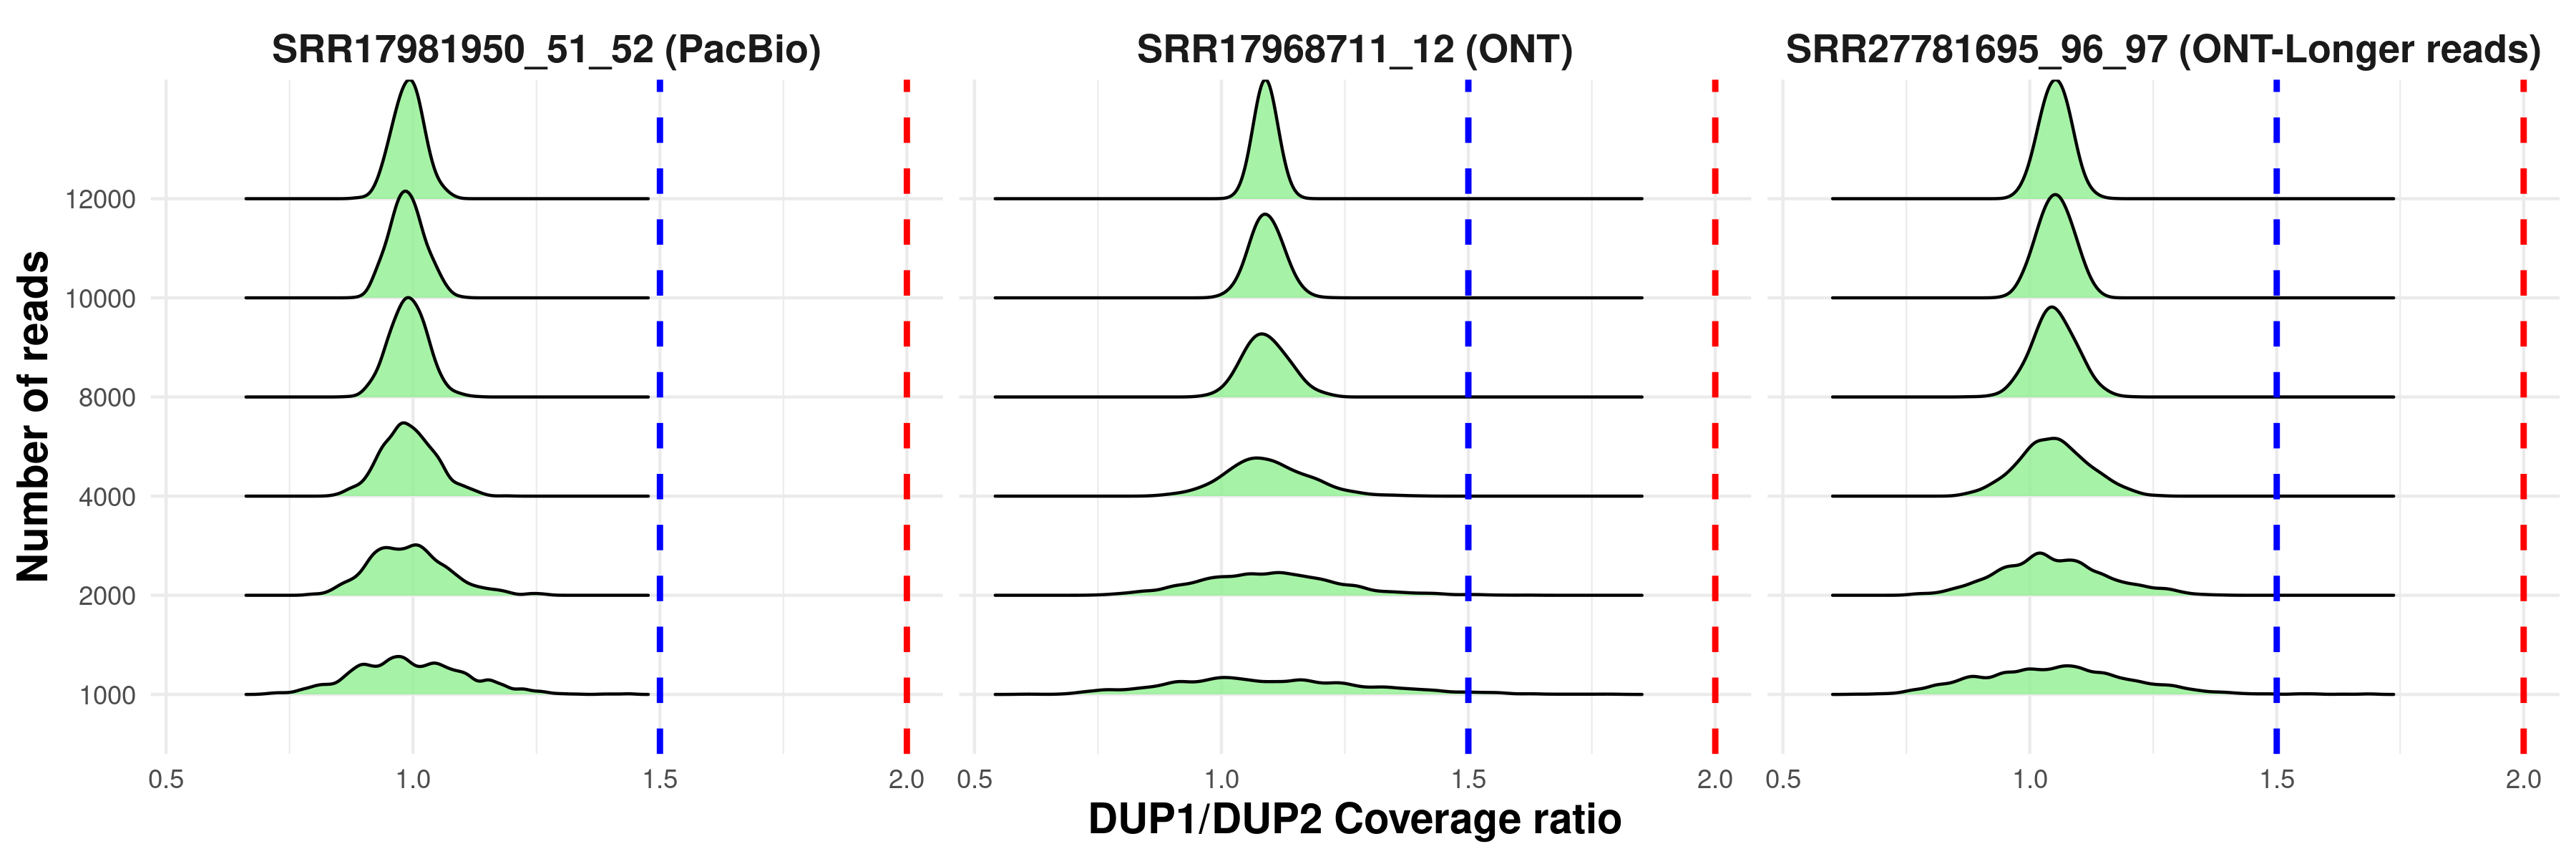 SRR17981950_51_52 (PacBio)
SRR17968711_12 (ONT)
SRR27781695_96_97 (ONT-Longer reads)
Number of reads
12000
10000
8000
4000
2000
1000
0.5 1.0 1.5 2.0
0.5 1.0 1.5 2.0
0.5 1.0 1.5 2.0
DUP1/DUP2 Coverage ratio